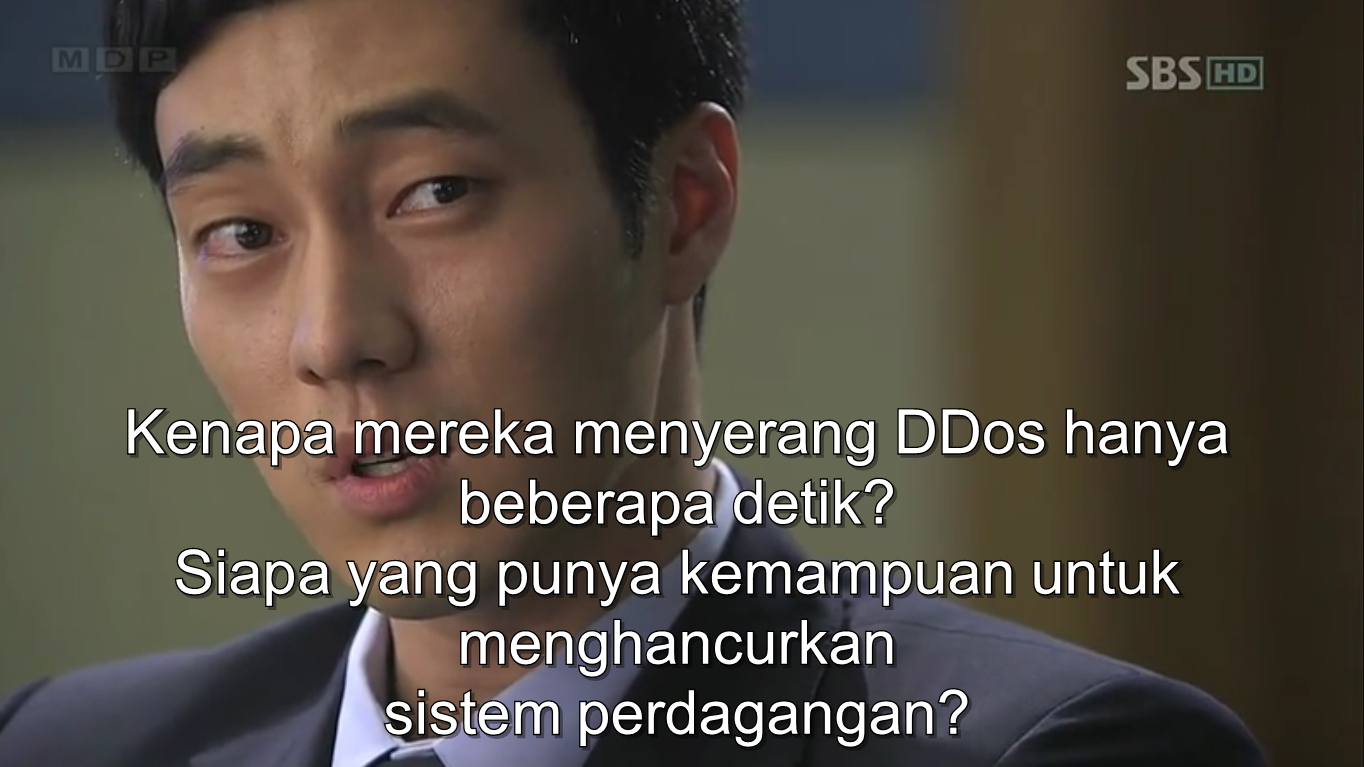 MDP
SBS HD
Kenapa mereka menyerang DDos hanya
beberapa detik?
Siapa yang punya kemampuan untuk
menghancurkan
sistem perdagangan?